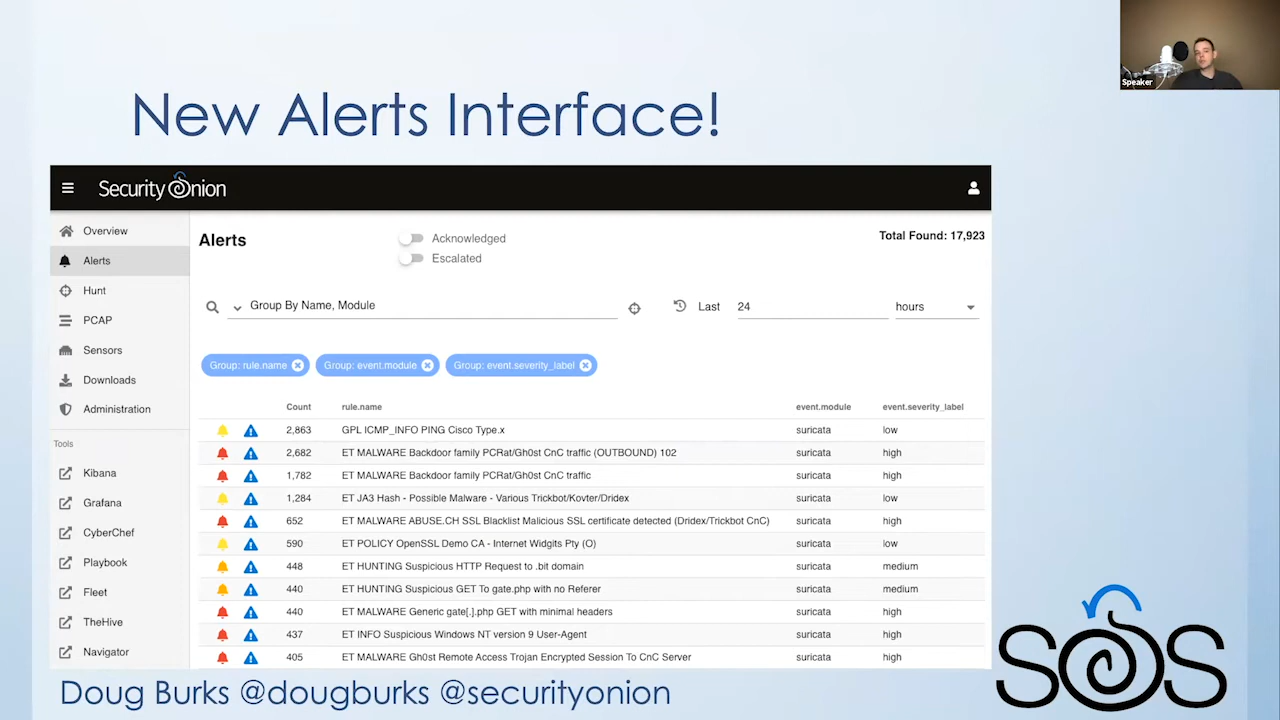 Speaker
New Alerts Interface!
Security Onion
Overview
Alerts
Hunt
PCAP
Sensors
Downloads
Administration
Tools
Kibana
Grafana
CyberChef
Playbook
Fleet
TheHive
Navigator
Alerts
Acknowledged
Escalated
Total Found: 17,923
Group By Name, Module
Last 24 hours
Group: rule.name Group: event.module Group: event.severity_label
Count rule.name event.module event.severity_label
2,863 GPL ICMP_INFO PING Cisco Type.x suricata low
2,682 ET MALWARE Backdoor family PCRat/Gh0st CnC traffic (OUTBOUND) 102 suricata high
1,782 ET MALWARE Backdoor family PCRat/Gh0st CnC traffic suricata high
1,284 ET JA3 Hash - Possible Malware - Various Trickbot/Kovter/Dridex suricata low
652 ET MALWARE ABUSE.CH SSL Blacklist Malicious SSL certificate detected (Dridex/Trickbot CnC) suricata high
590 ET POLICY OpenSSL Demo CA - Internet Widgits Pty (O) suricata low
448 ET HUNTING Suspicious HTTP Request to .bit domain suricata medium
440 ET HUNTING Suspicious GET To gate.php with no Referer suricata medium
440 ET MALWARE Generic gate[.].php GET with minimal headers suricata high
437 ET INFO Suspicious Windows NT version 9 User-Agent suricata high
405 ET MALWARE Gh0st Remote Access Trojan Encrypted Session To CnC Server suricata high
Doug Burks @dougburks @securityonion
SOS